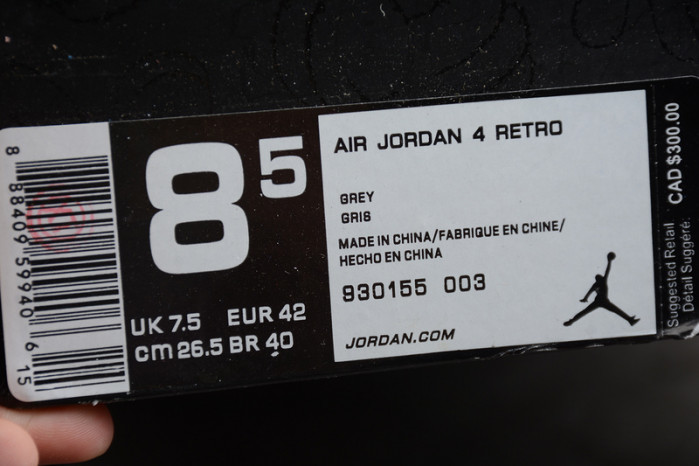 8 88409 59940 6 15
8.5
UK 7.5 EUR 42
cm 26.5 BR 40
AIR JORDAN 4 RETRO
GREY
GRIS
MADE IN CHINA/FABRIQUE EN CHINE/
HECHO EN CHINA
930155 003
JORDAN.COM
Suggested Retail
Détail Suggéré.
CAD $300.00